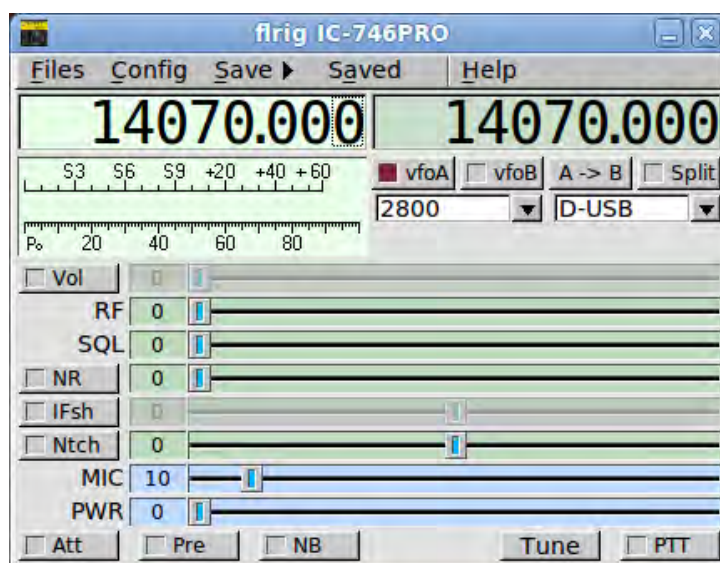 flrig IC-746PRO
Files Config Save Saved Help
14070.000 14070.000
S3 S6 S9 +20 +40 +60
vfoA vfoB A -> B Split
2800 D-USB
Po 20 40 60 80
Vol 0
RF 0
SQL 0
NR 0
IFsh 0
Ntch 0
MIC 10
PWR 0
Att Pre NB Tune PTT